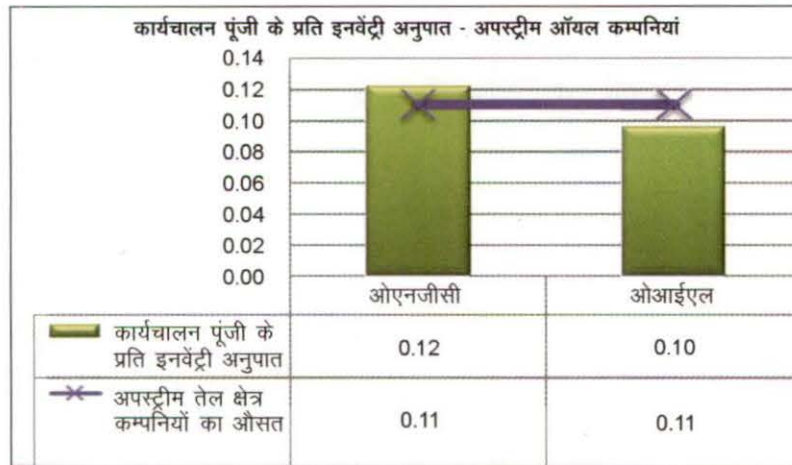 कार्यचालन पूंजी के प्रति इनवेंट्री अनुपात - अपस्ट्रीम ऑयल कम्पनियां
0.14
0.12
0.10
0.08
0.06
0.04
0.02
0.00
ओएनजीसी ओआईएल
कार्यचालन पूंजी के
प्रति इनवेंट्री अनुपात 0.12 0.10
अपस्ट्रीम तेल क्षेत्र
कम्पनियों का औसत 0.11 0.11